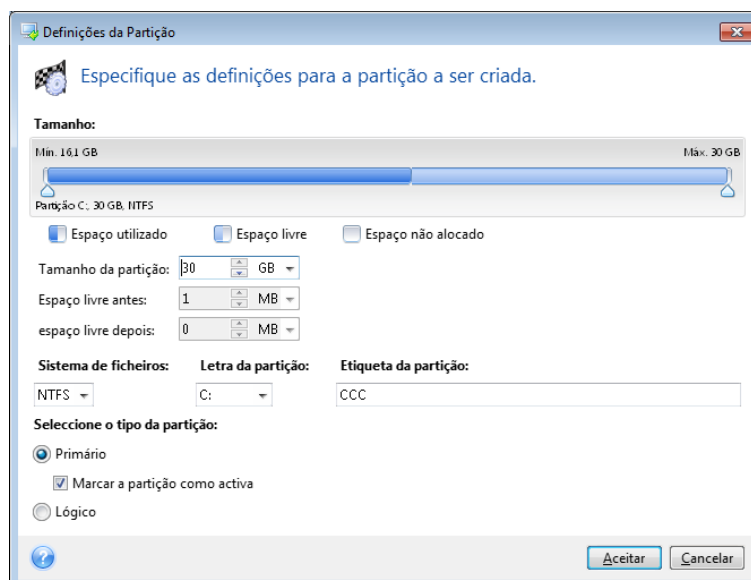 Definições da Partição
Especifique as definições para a partição a ser criada.
Tamanho:
Mín. 16,1 GB Máx. 30 GB
Partição C:, 30 GB, NTFS
Espaço utilizado Espaço livre Espaço não alocado
Tamanho da partição: 30 GB
Espaço livre antes: 1 MB
espaço livre depois: 0 MB
Sistema de ficheiros: Letra da partição: Etiqueta da partição:
NTFS C: CCC
Seleccione o tipo da partição:
Primário
Marcar a partição como activa
Lógico
? Aceitar Cancelar